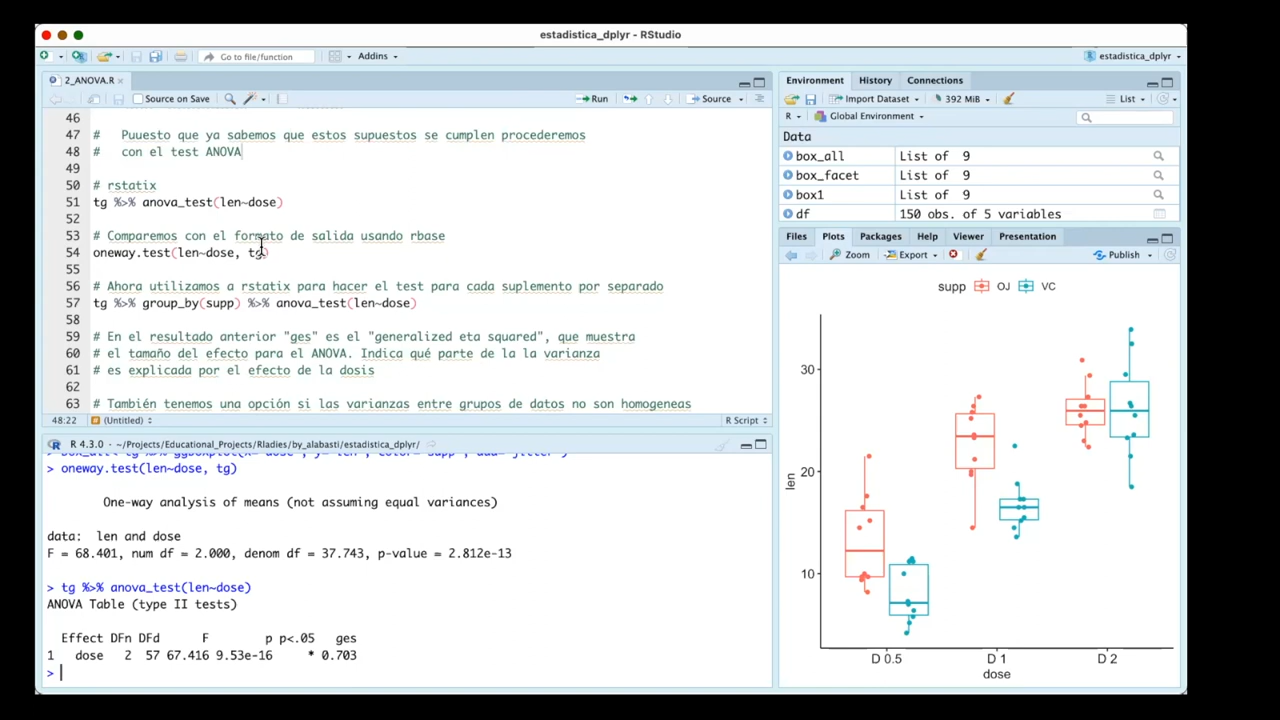 estadistica_dplyr - RStudio
Go to file/function
Addins
estadistica_dplyr
2_ANOVA.R
Source on Save
Run
Source
46
47 # Puuesto que ya sabemos que estos supuestos se cumplen procederemos
48 # con el test ANOVA
49
50 # rstatix
51 tg %>% anova_test(len~dose)
52
53 # Comparemos con el formato de salida usando rbase
54 oneway.test(len~dose, tg)
55
56 # Ahora utilizamos a rstatix para hacer el test para cada suplemento por separado
57 tg %>% group_by(supp) %>% anova_test(len~dose)
58
59 # En el resultado anterior "ges" es el "generalized eta squared", que muestra
60 # el tamaño del efecto para el ANOVA. Indica qué parte de la la varianza
61 # es explicada por el efecto de la dosis
62
63 # También tenemos una opción si las varianzas entre grupos de datos no son homogeneas
48:22 (Untitled) R Script
R 4.3.0 · ~/Projects/Educational_Projects/Rladies/by_alabasti/estadistica_dplyr/
> oneway.test(len~dose, tg)
One-way analysis of means (not assuming equal variances)
data: len and dose
F = 68.401, num df = 2.000, denom df = 37.743, p-value = 2.812e-13
> tg %>% anova_test(len~dose)
ANOVA Table (type II tests)
Effect DFn DFd F p p<.05 ges
1 dose 2 57 67.416 9.53e-16 * 0.703
>
Environment History Connections
Import Dataset 392 MiB List
R Global Environment
Data
box_all List of 9
box_facet List of 9
box1 List of 9
df 150 obs. of 5 variables
Files Plots Packages Help Viewer Presentation
Zoom Export Publish
supp OJ VC
30
20
10
len
D 0.5 D 1 D 2
dose